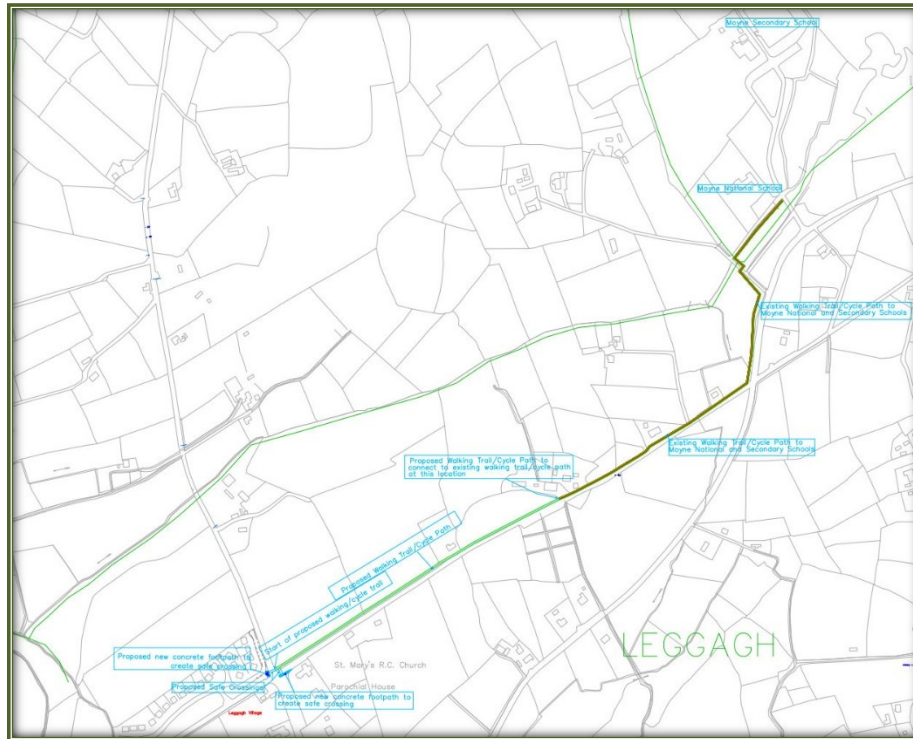 Moyne Secondary School
Moyne National School
Existing Walking Trail/Cycle Path to
Moyne National and Secondary Schools
Existing Walking Trail/Cycle Path to
Moyne National and Secondary Schools
Proposed Walking Trail/Cycle Path to
connect to existing walking trail/cycle path
at this location
Proposed Walking Trail/Cycle Path
Start of proposed walking/cycle trail
LEGGAGH
Proposed new concrete footpath to
create safe crossing
St. Mary's R.C. Church
Proposed Safe Crossings
Parochial House
Proposed new concrete footpath to
create safe crossing
Leggagh Village